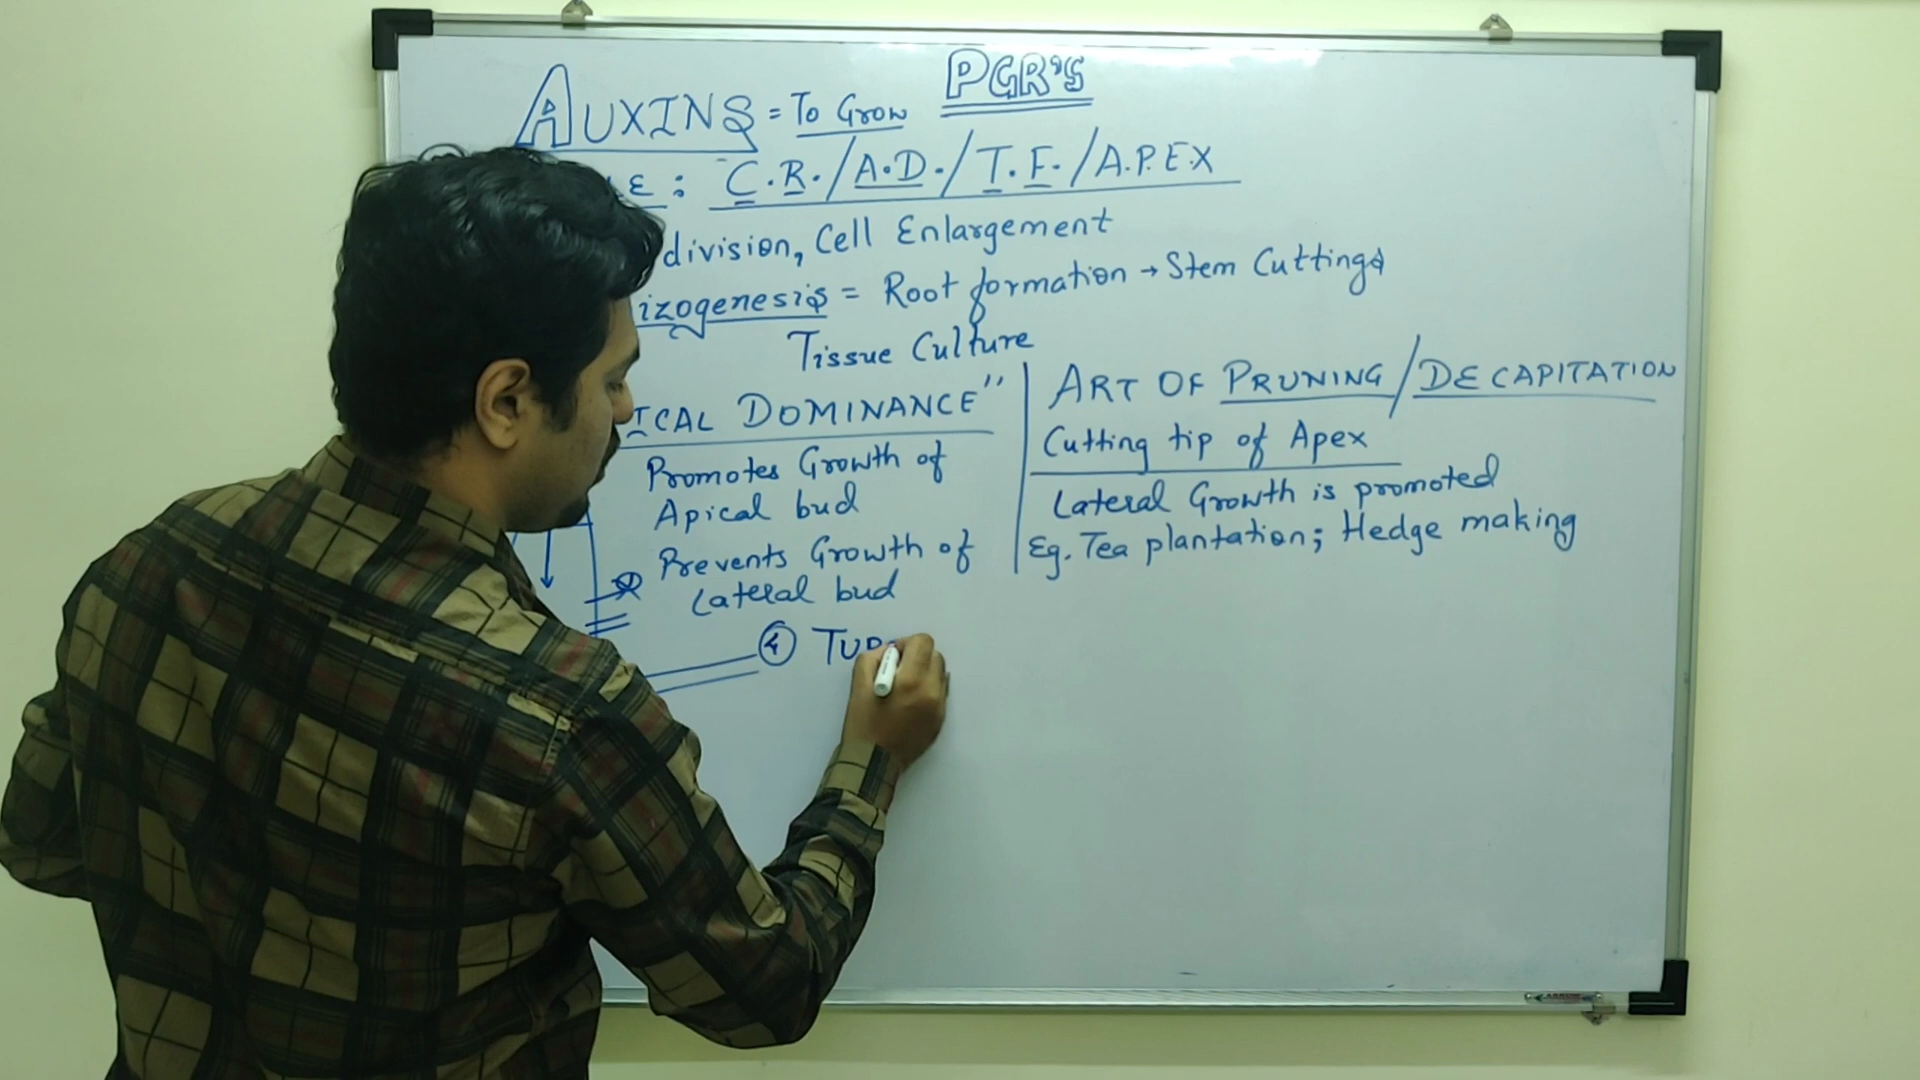 PGR'S
AUXINS = To Grow
C.R./A.D./T.F./A.P.E.X
division, Cell Enlargement
izogenesis = Root formation → Stem Cuttings
Tissue Culture
ICAL DOMINANCE"
Promotes Growth of
Apical bud
Prevents Growth of
Lateral bud
ART OF PRUNING/DECAPITATION
Cutting tip of Apex
Lateral Growth is promoted
Eg. Tea plantation; Hedge making
④ TUB